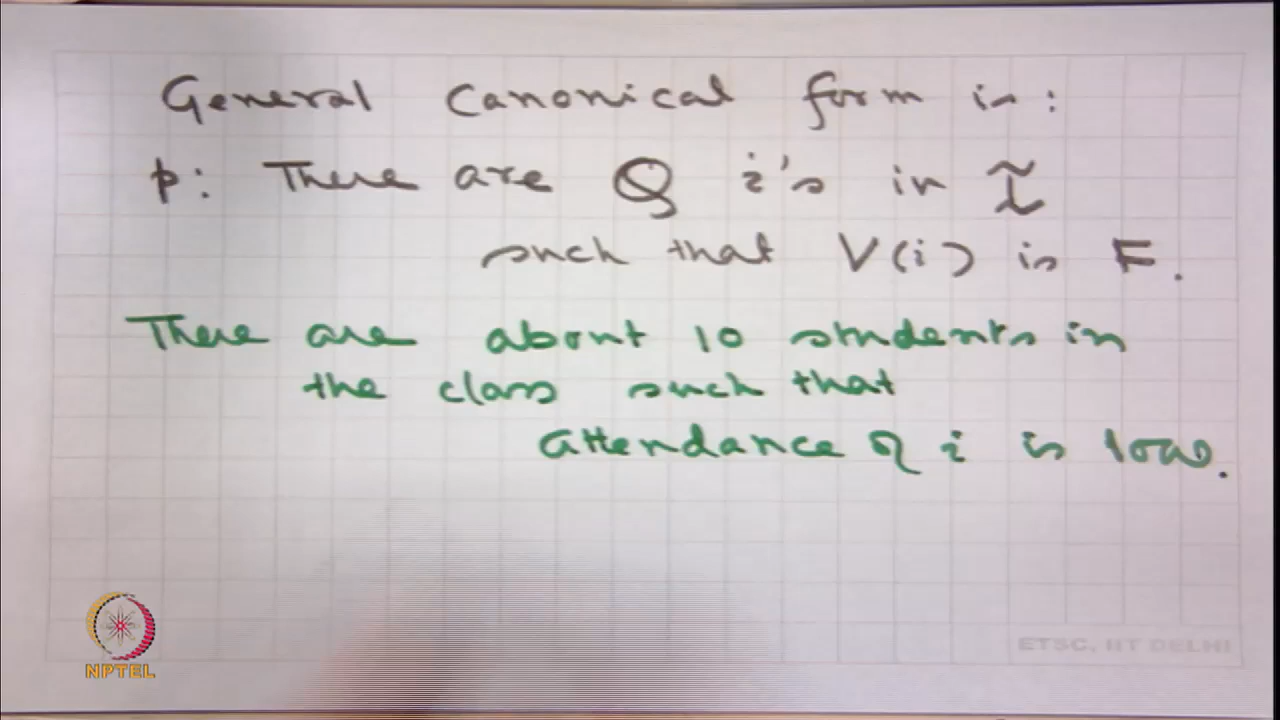 General Canonical form is:
p: There are Q i's in I
such that V(i) is F.
There are about 10 students in
the class such that
attendance of i is low.
NPTEL
ETSC, IIT DELHI